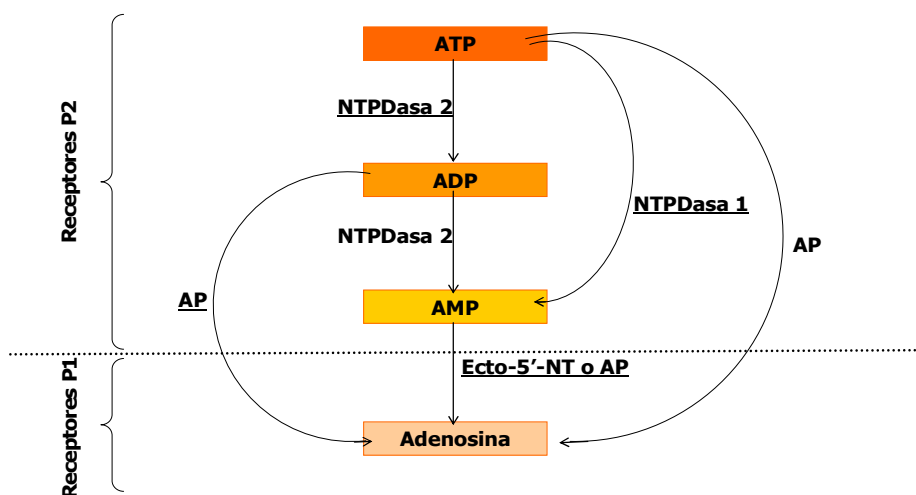 ATP
NTPDasa 2
Receptores P2
ADP
NTPDasa 1
NTPDasa 2
AP
AP
AMP
Ecto-5’-NT o AP
Receptores P1
Adenosina